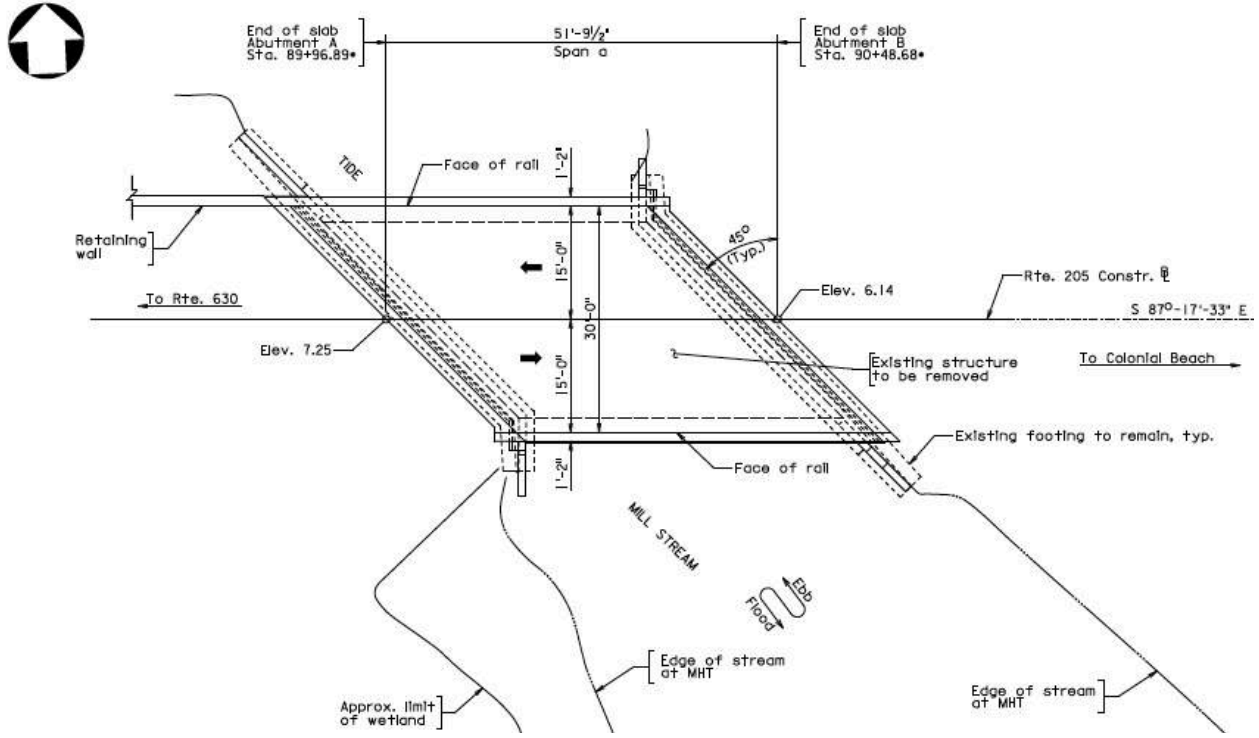 End of slab
Abutment A
Sta. 89+96.89*
51'-9½"
Span a
End of slab
Abutment B
Sta. 90+48.68*
TIDE
Face of rail
1'-2"
Retaining
wall
45°
(Typ.)
15'-0"
30'-0"
15'-0"
To Rte. 630
Elev. 6.14
Rte. 205 Constr. ℄
S 87°-17'-33" E
Elev. 7.25
Existing structure
to be removed
To Colonial Beach
Existing footing to remain, typ.
Face of rail
1'-2"
MILL STREAM
Ebb
Flood
Edge of stream
at MHT
Approx. limit
of wetland
Edge of stream
at MHT